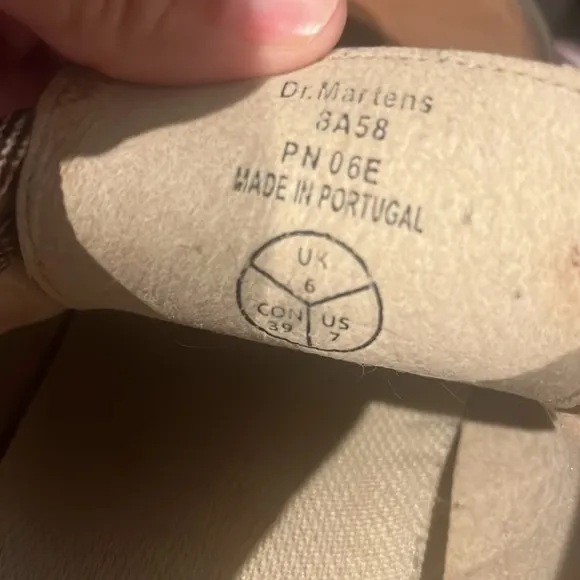 Dr.Martens
8A58
PN 06E
MADE IN PORTUGAL
UK
6
CON
39
US
7